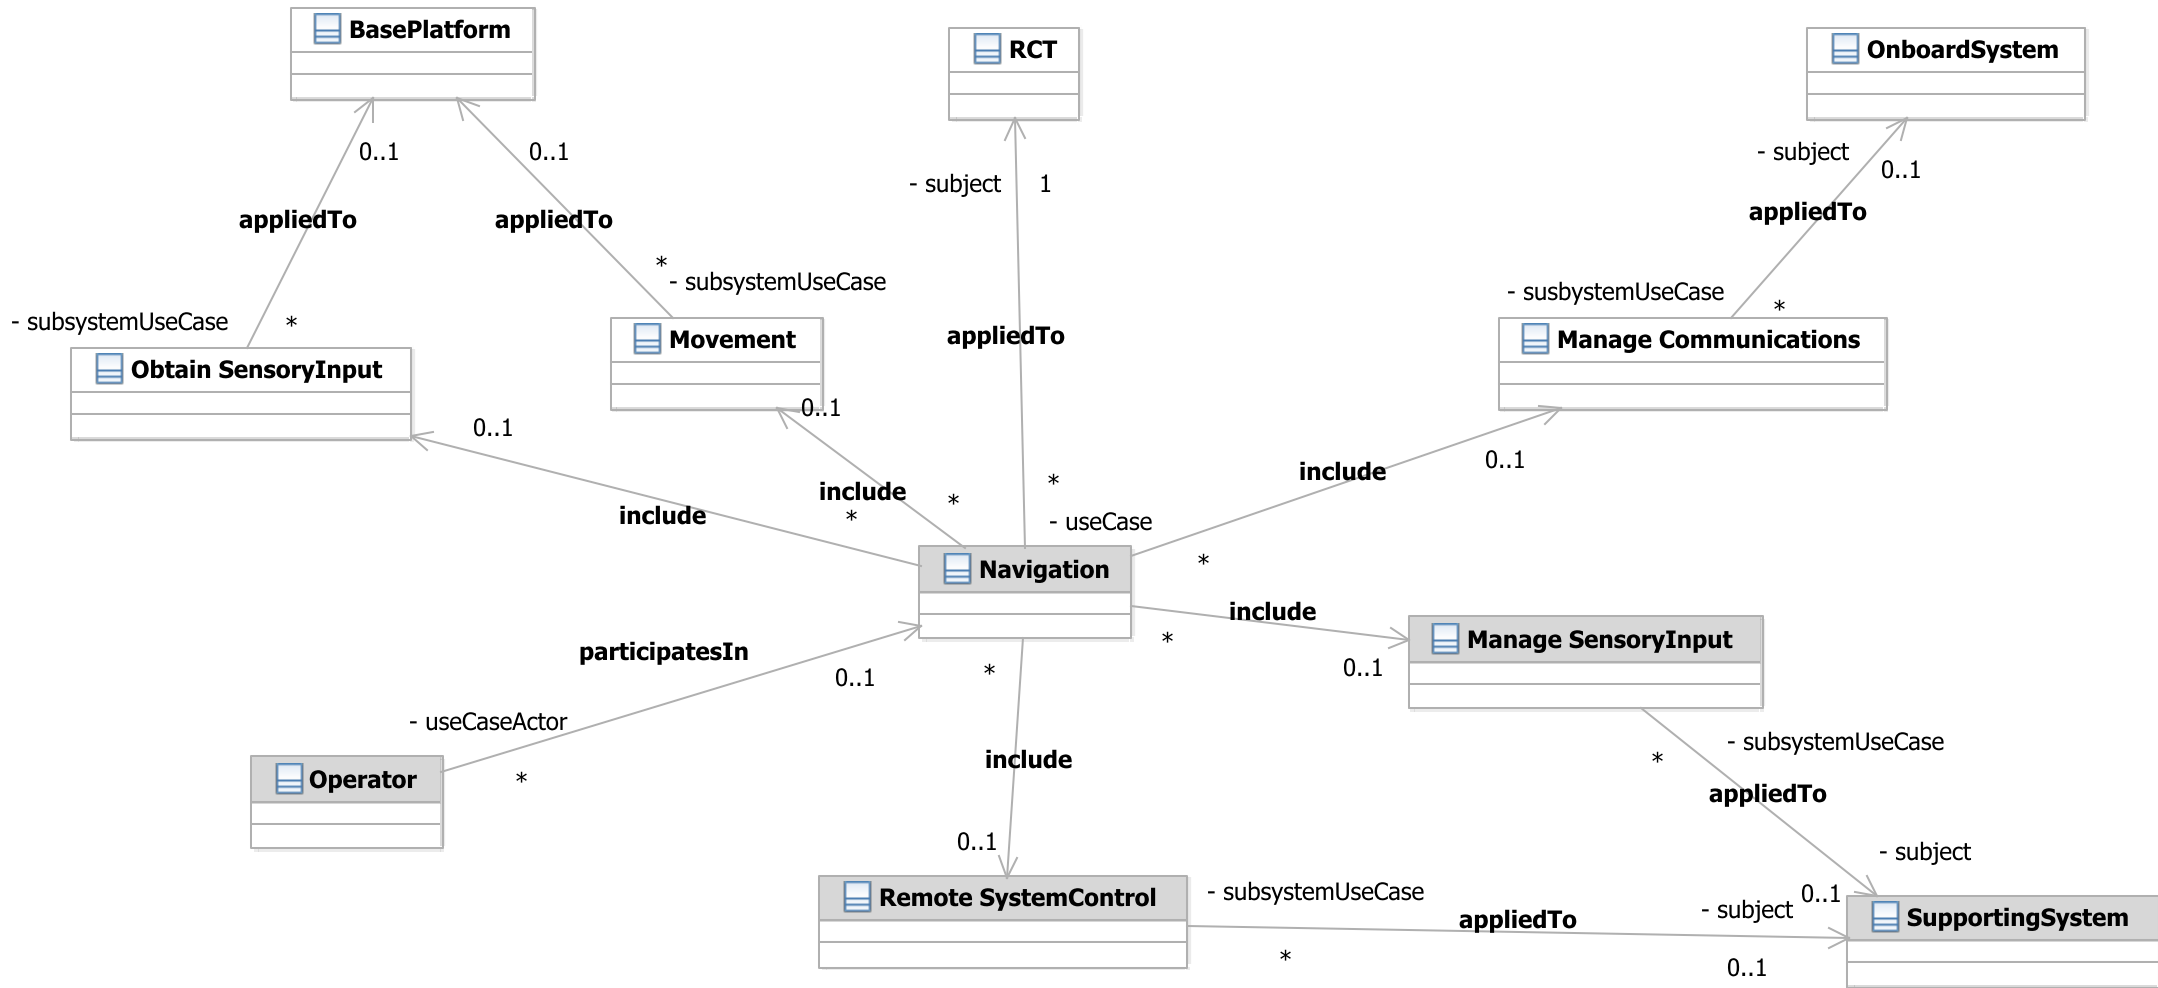 BasePlatform
RCT
OnboardSystem
0..1
0..1
- subject
0..1
- subject
1
appliedTo
appliedTo
appliedTo
*
- subsystemUseCase
- susbystemUseCase
*
- subsystemUseCase
*
Movement
appliedTo
Manage Communications
Obtain SensoryInput
0..1
0..1
0..1
include
include
*
*
include
*
- useCase
*
Navigation
include
Manage SensoryInput
*
participatesIn
0..1
*
0..1
- useCaseActor
- subsystemUseCase
*
include
Operator
*
appliedTo
0..1
- subject
Remote SystemControl
- subsystemUseCase
0..1
- subject
appliedTo
SupportingSystem
*
0..1